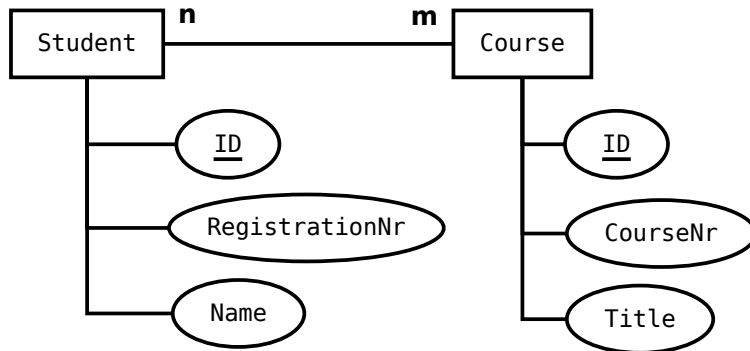 n
m
Student
Course
ID
ID
RegistrationNr
CourseNr
Name
Title